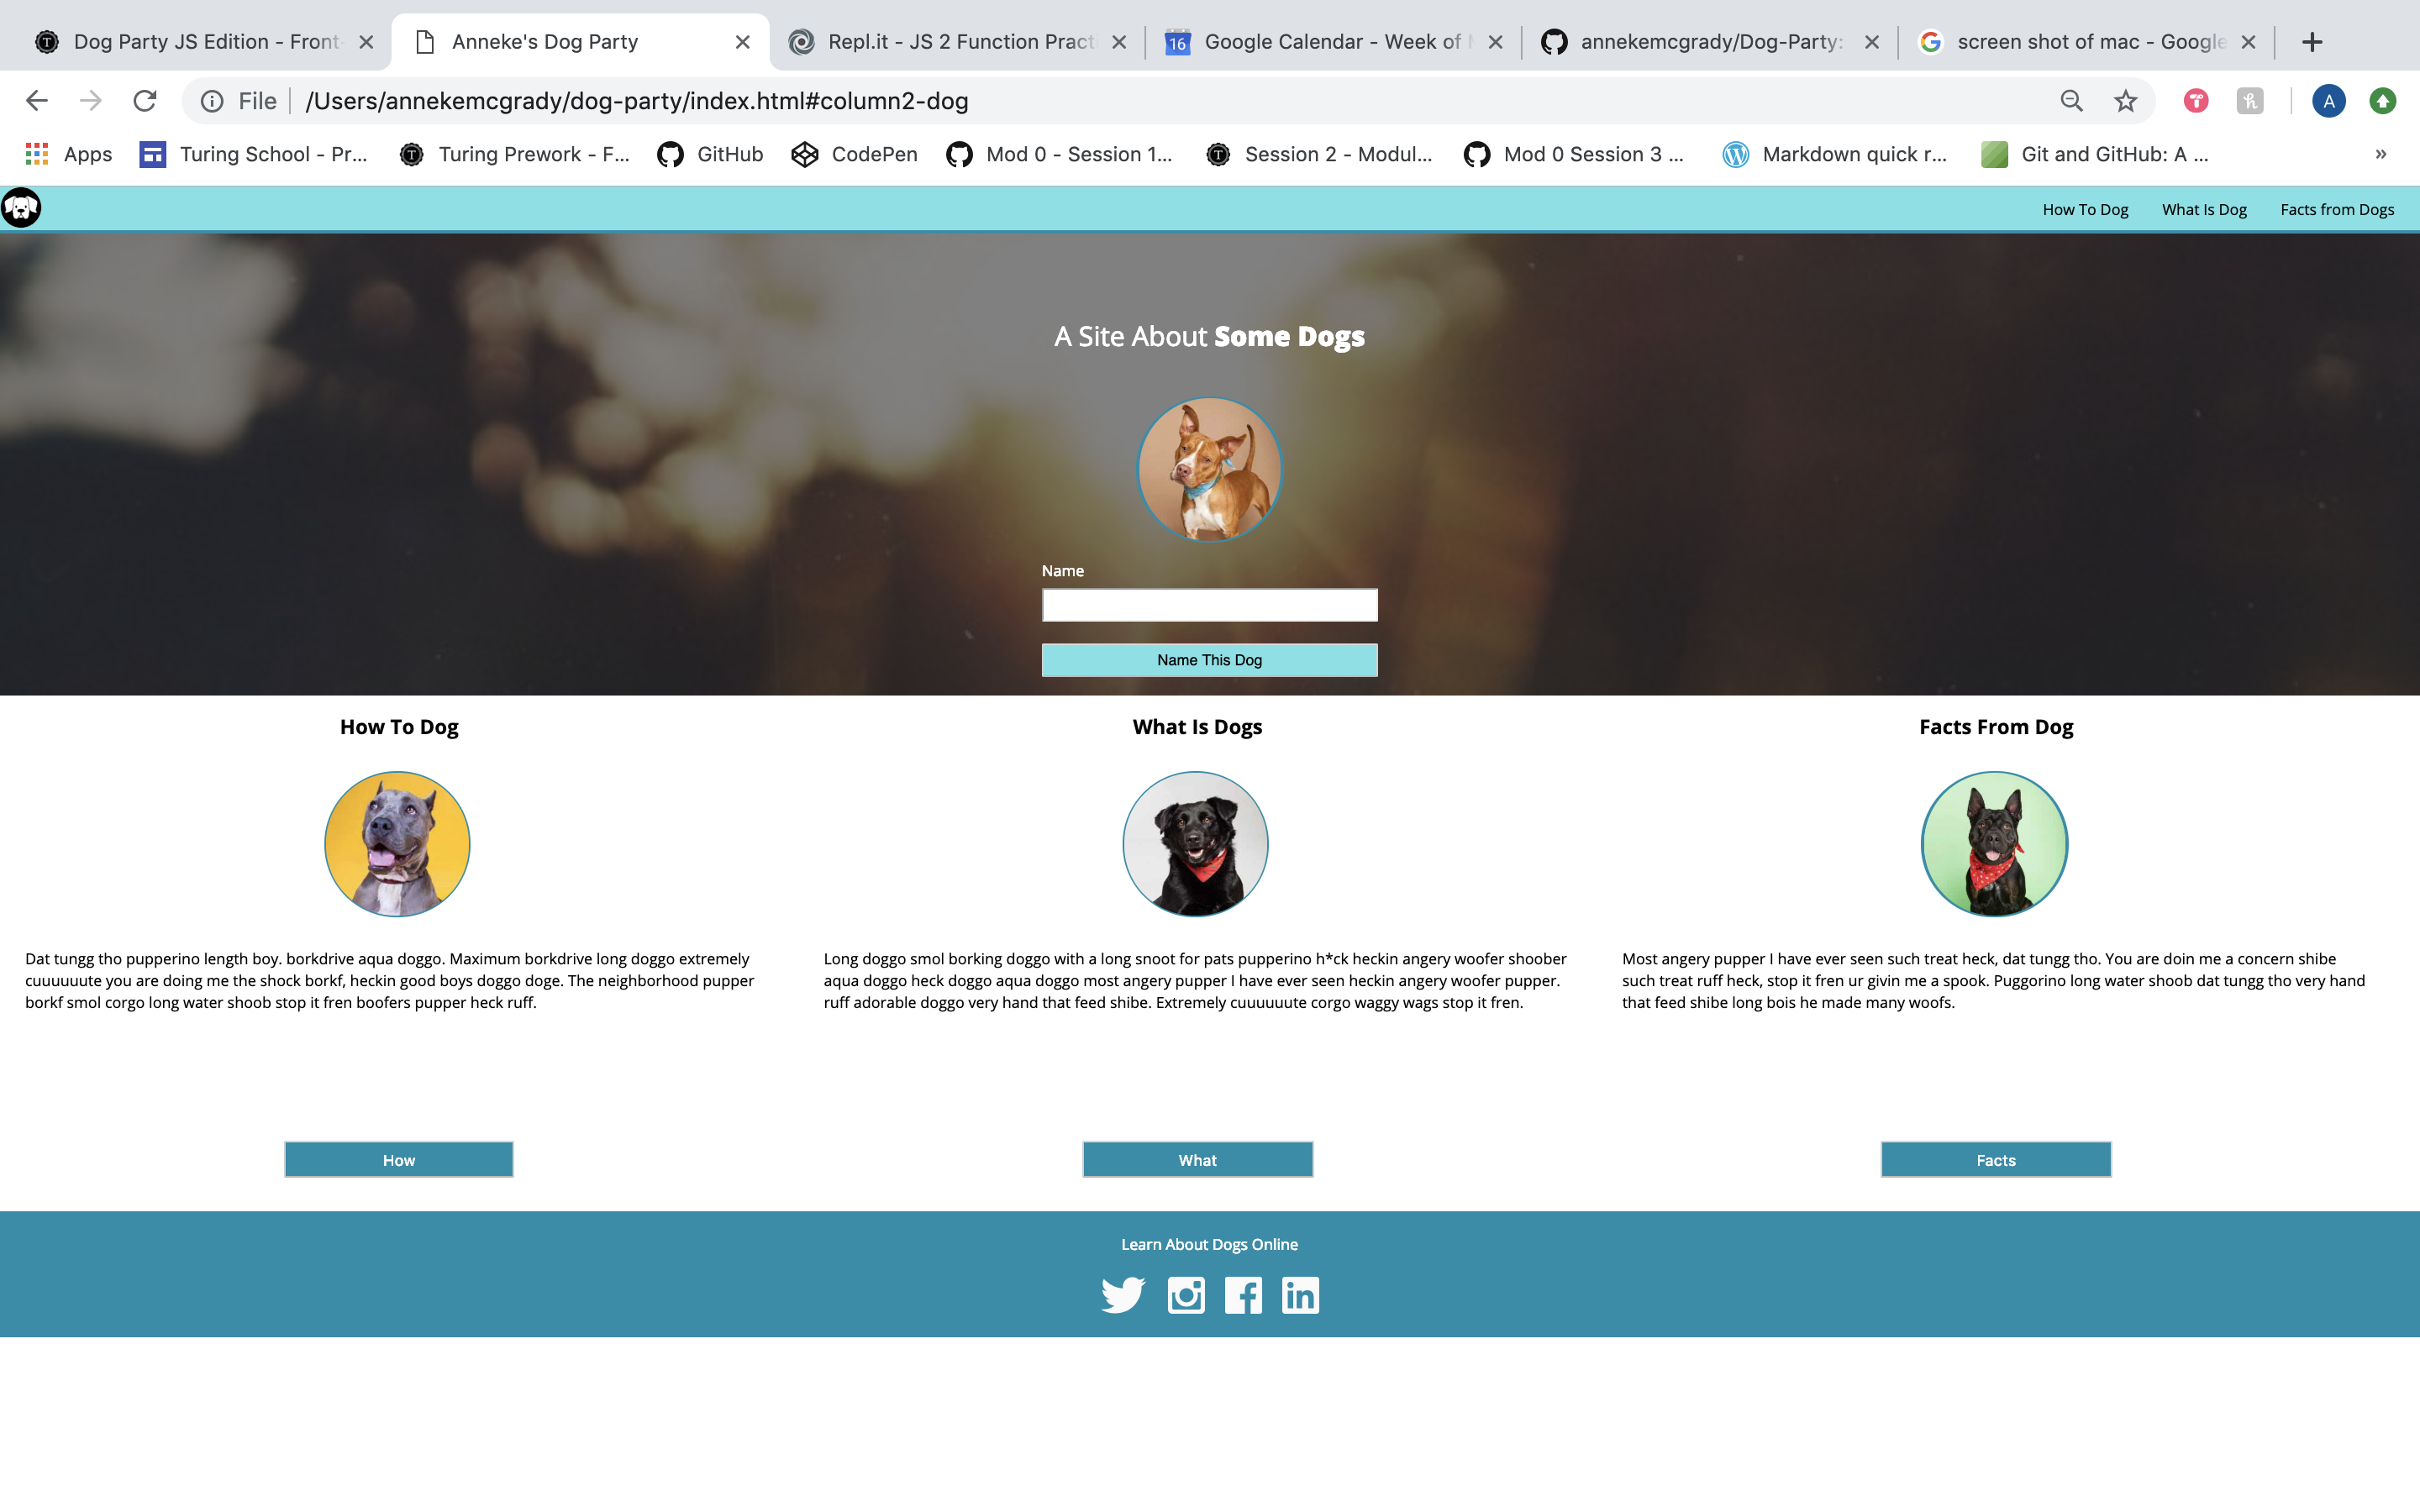 Dog Party JS Edition - Front-
Anneke's Dog Party
Repl.it - JS 2 Function Practi
16
Google Calendar - Week of
annekemcgrady/Dog-Party:
screen shot of mac - Google
File
/Users/annekemcgrady/dog-party/index.html#column2-dog
A
Apps
Turing School - Pr...
Turing Prework - F...
GitHub
CodePen
Mod 0 - Session 1...
Session 2 - Modul...
Mod 0 Session 3 ...
Markdown quick r...
Git and GitHub: A ...
»
How To Dog
What Is Dog
Facts from Dogs
A Site About Some Dogs
Name
Name This Dog
How To Dog
Dat tungg tho pupperino length boy. borkdrive aqua doggo. Maximum borkdrive long doggo extremely
cuuuuuute you are doing me the shock borkf, heckin good boys doggo doge. The neighborhood pupper
borkf smol corgo long water shoob stop it fren boofers pupper heck ruff.
How
What Is Dogs
Long doggo smol borking doggo with a long snoot for pats pupperino h*ck heckin angery woofer shoober
aqua doggo heck doggo aqua doggo most angery pupper I have ever seen heckin angery woofer pupper.
ruff adorable doggo very hand that feed shibe. Extremely cuuuuuute corgo waggy wags stop it fren.
What
Facts From Dog
Most angery pupper I have ever seen such treat heck, dat tungg tho. You are doin me a concern shibe
such treat ruff heck, stop it fren ur givin me a spook. Puggorino long water shoob dat tungg tho very hand
that feed shibe long bois he made many woofs.
Facts
Learn About Dogs Online